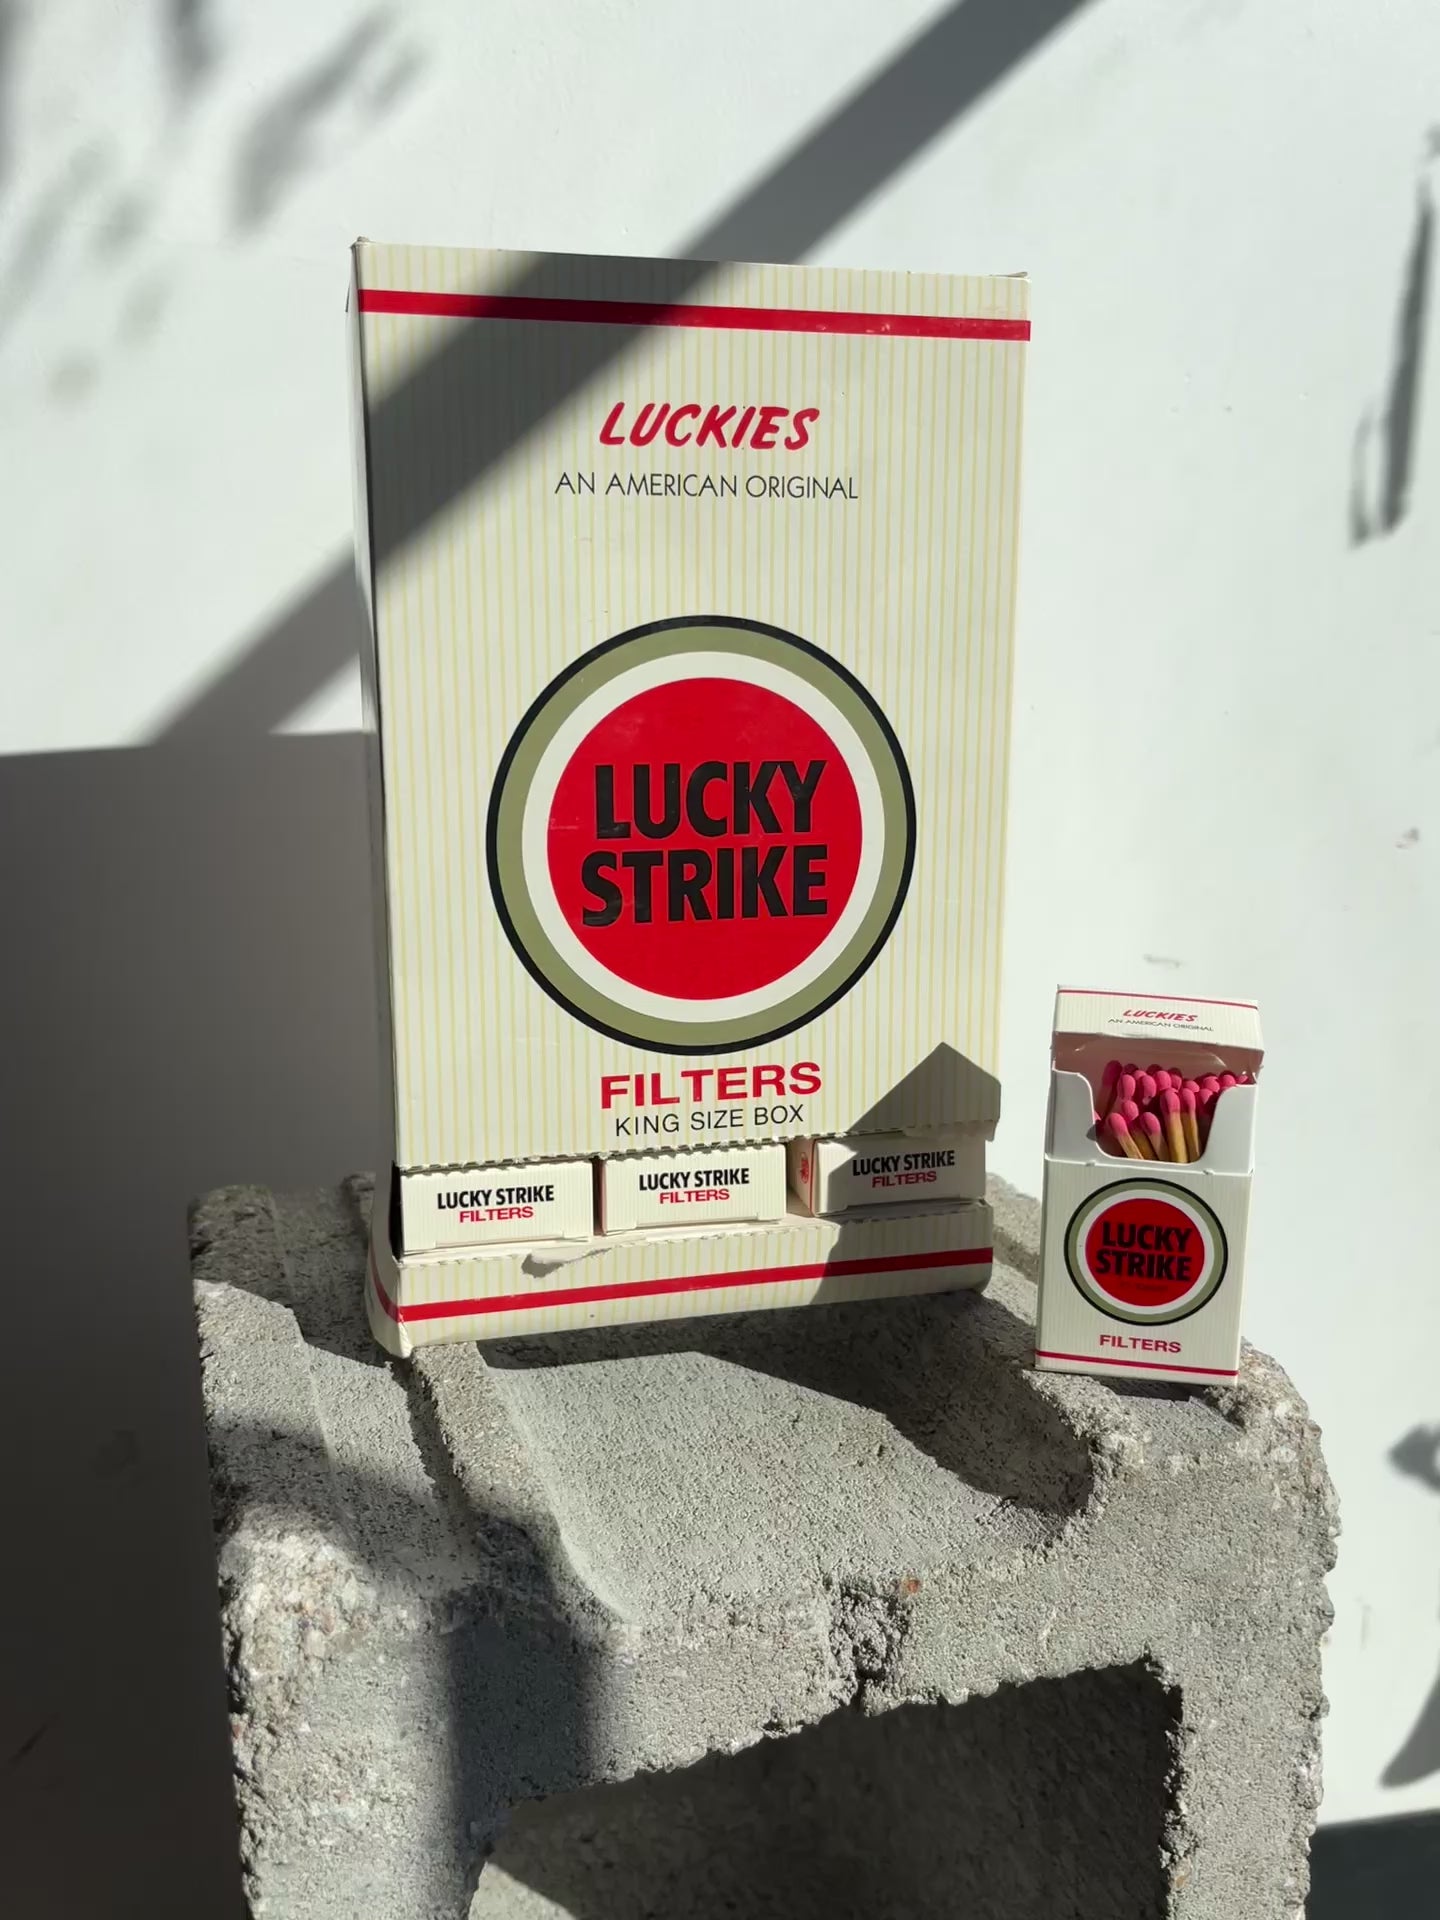 LUCKIES
AN AMERICAN ORIGINAL
LUCKY
STRIKE
FILTERS
KING SIZE BOX
LUCKY STRIKE
FILTERS
LUCKY STRIKE
FILTERS
LUCKY STRIKE
FILTERS
LUCKIES
AN AMERICAN ORIGINAL
LUCKY
STRIKE
FILTERS